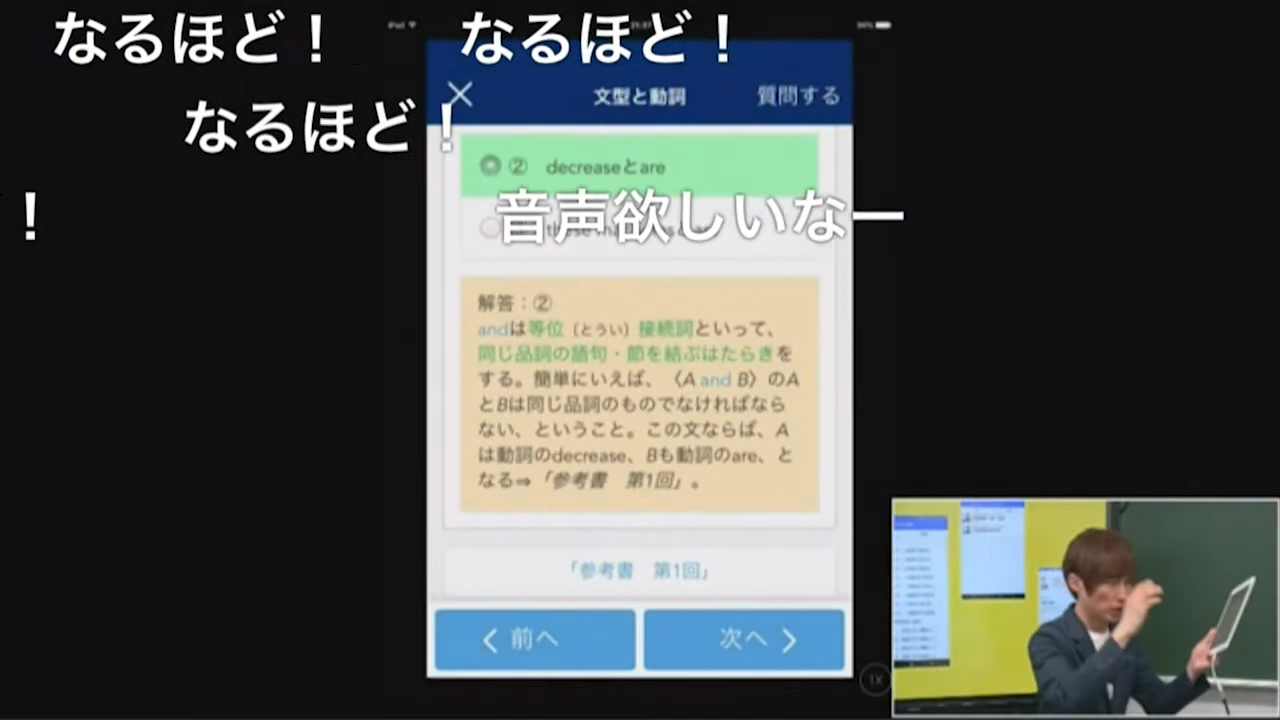 なるほど！
なるほど！
なるほど！
！
音声欲しいなー
文型と動詞
質問する
② decreaseとare
解答：②
andは等位（とうい）接続詞といって、
同じ品詞の語句・節を結ぶはたらきを
する。簡単にいえば、〈A and B〉のA
とBは同じ品詞のものでなければなら
ない、ということ。この文ならば、A
は動詞のdecrease、Bも動詞のare、と
なる⇒「参考書　第1回」。
「参考書　第1回」
前へ
次へ
1X